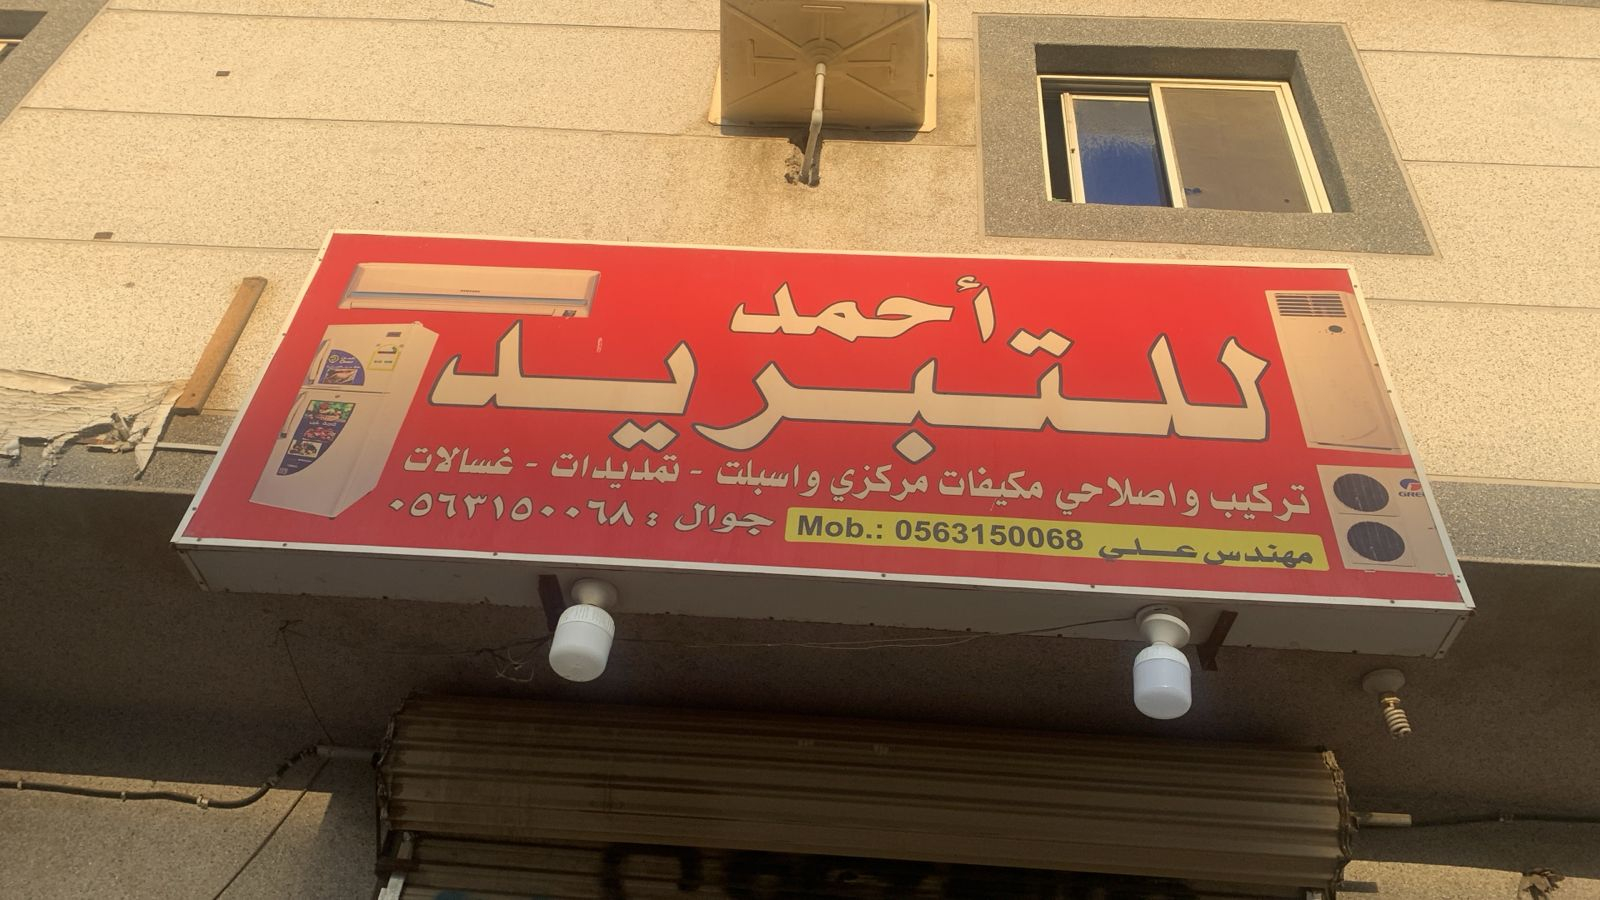 أحمد
للتبريد
تركيب واصلاحي مكيفات مركزي واسبلت - تمديدات - غسالات
مهندس علي Mob.: 0563150068 جوال : ٠٥٦٣١٥٠٠٦٨